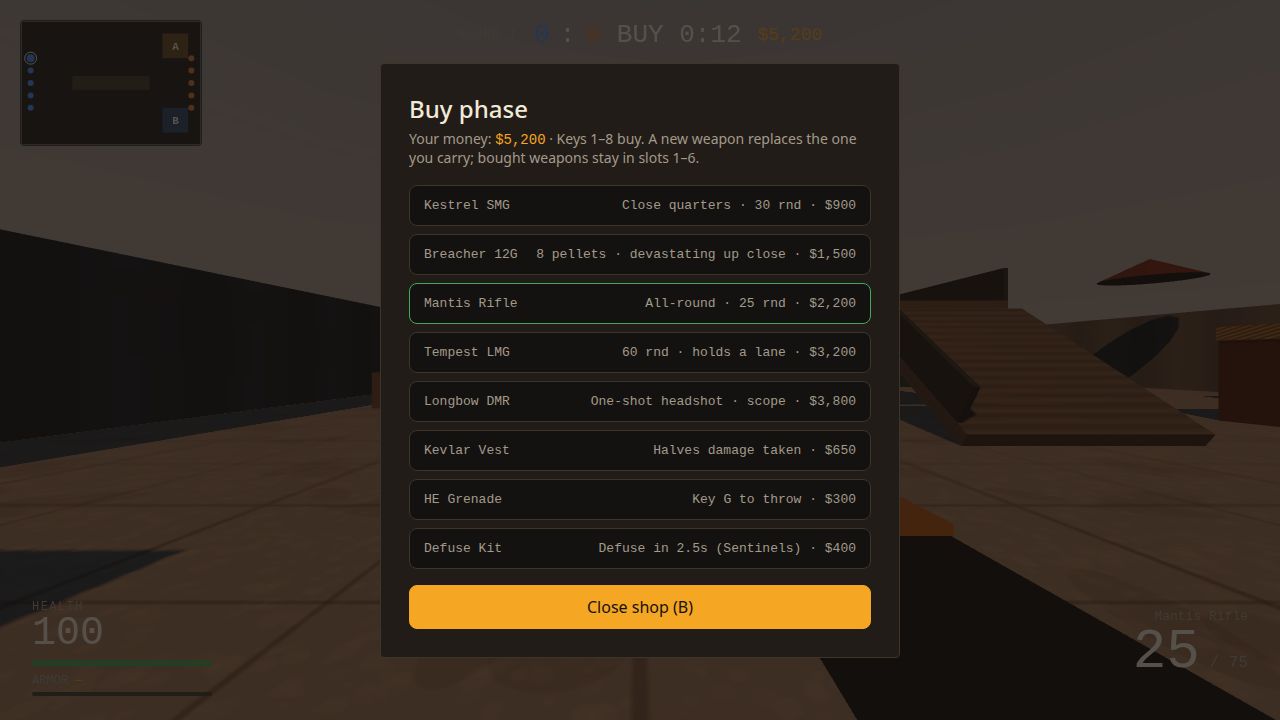 A
B
0 : 0 BUY 0:12 $5,200
Buy phase
Your money: $5,200 · Keys 1–8 buy. A new weapon replaces the one
you carry; bought weapons stay in slots 1–6.
Kestrel SMG Close quarters · 30 rnd · $900
Breacher 12G 8 pellets · devastating up close · $1,500
Mantis Rifle All-round · 25 rnd · $2,200
Tempest LMG 60 rnd · holds a lane · $3,200
Longbow DMR One-shot headshot · scope · $3,800
Kevlar Vest Halves damage taken · $650
HE Grenade Key G to throw · $300
Defuse Kit Defuse in 2.5s (Sentinels) · $400
Close shop (B)
HEALTH
100
ARMOR –
Mantis Rifle
25 / 75